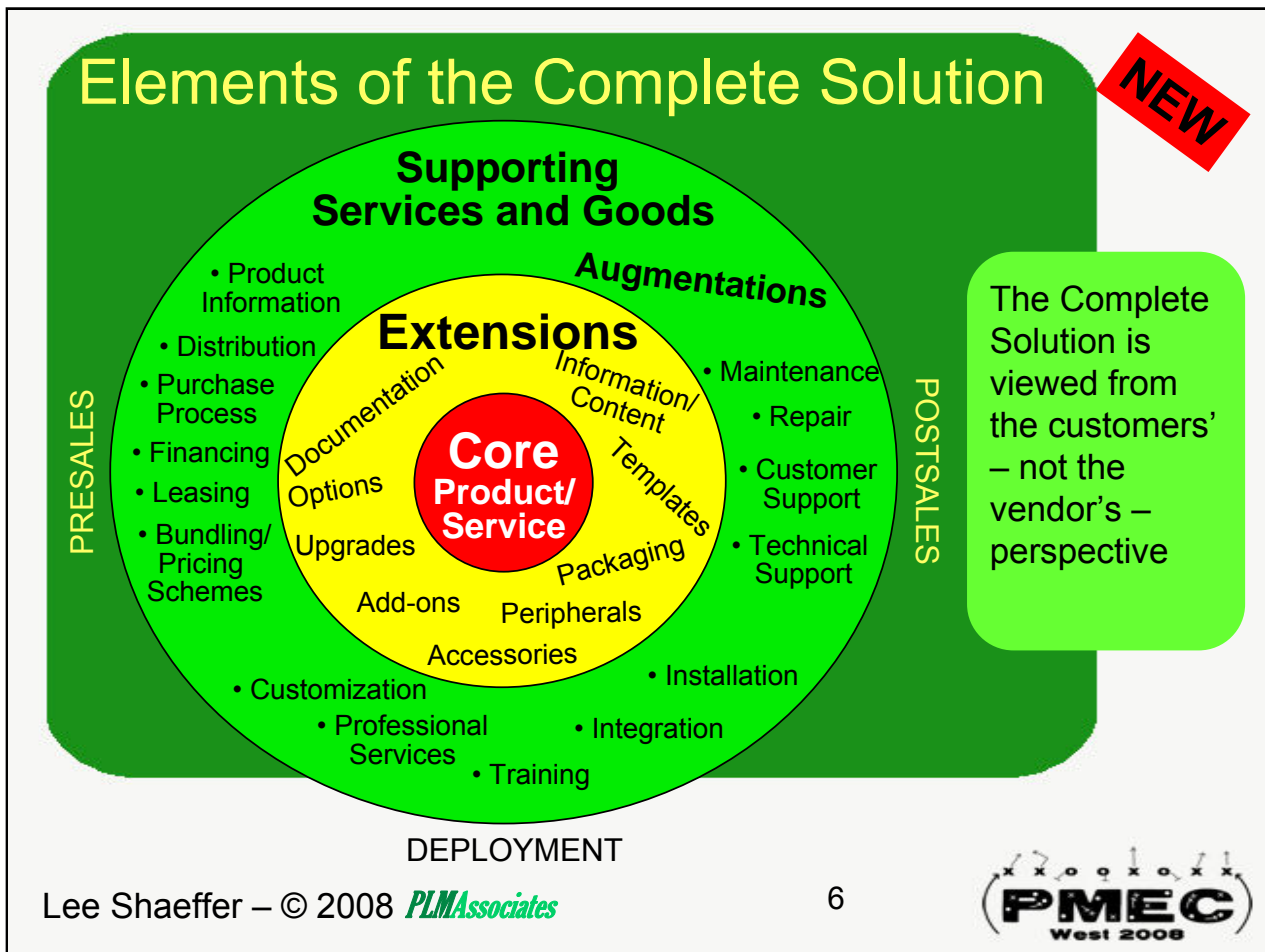 Elements of the Complete Solution
NEW
Supporting
Services and Goods
Augmentations
• Product
Information
• Distribution
• Purchase
Process
• Financing
• Leasing
• Bundling/
Pricing
Schemes
PRESALES
Extensions
Documentation
Options
Upgrades
Add-ons
Accessories
Peripherals
Packaging
Templates
Information/
Content
Core
Product/
Service
• Maintenance
• Repair
• Customer
Support
• Technical
Support
POSTSALES
• Customization
• Professional
Services
• Training
• Integration
• Installation
DEPLOYMENT
The Complete
Solution is
viewed from
the customers’
– not the
vendor’s –
perspective
Lee Shaeffer – © 2008 PLMAssociates
6
x x o o x o x x
PMEC
West 2008